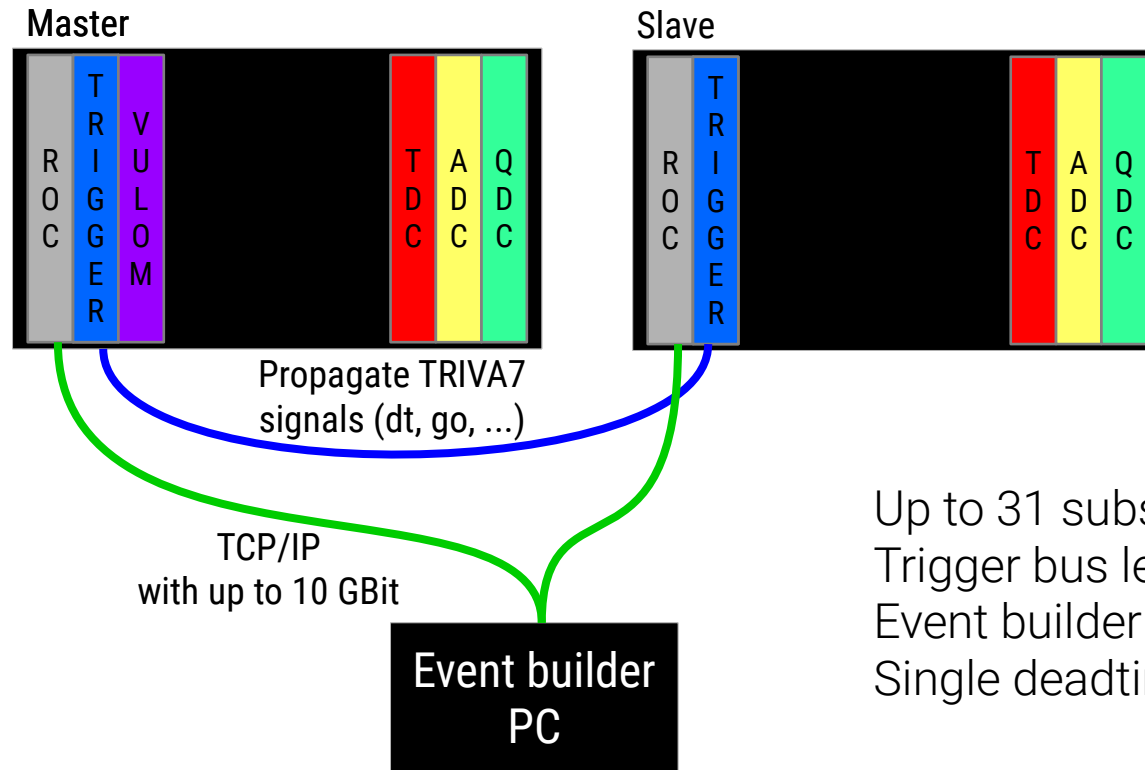 Master
Slave
ROC
TRIGGER
VULOM
TDC
ADC
QDC
ROC
TRIGGER
TDC
ADC
QDC
Propagate TRIVA7
signals (dt, go, ...)
TCP/IP
with up to 10 GBit
Event builder
PC
Up to 31
Trigger bus
Event builder
Single